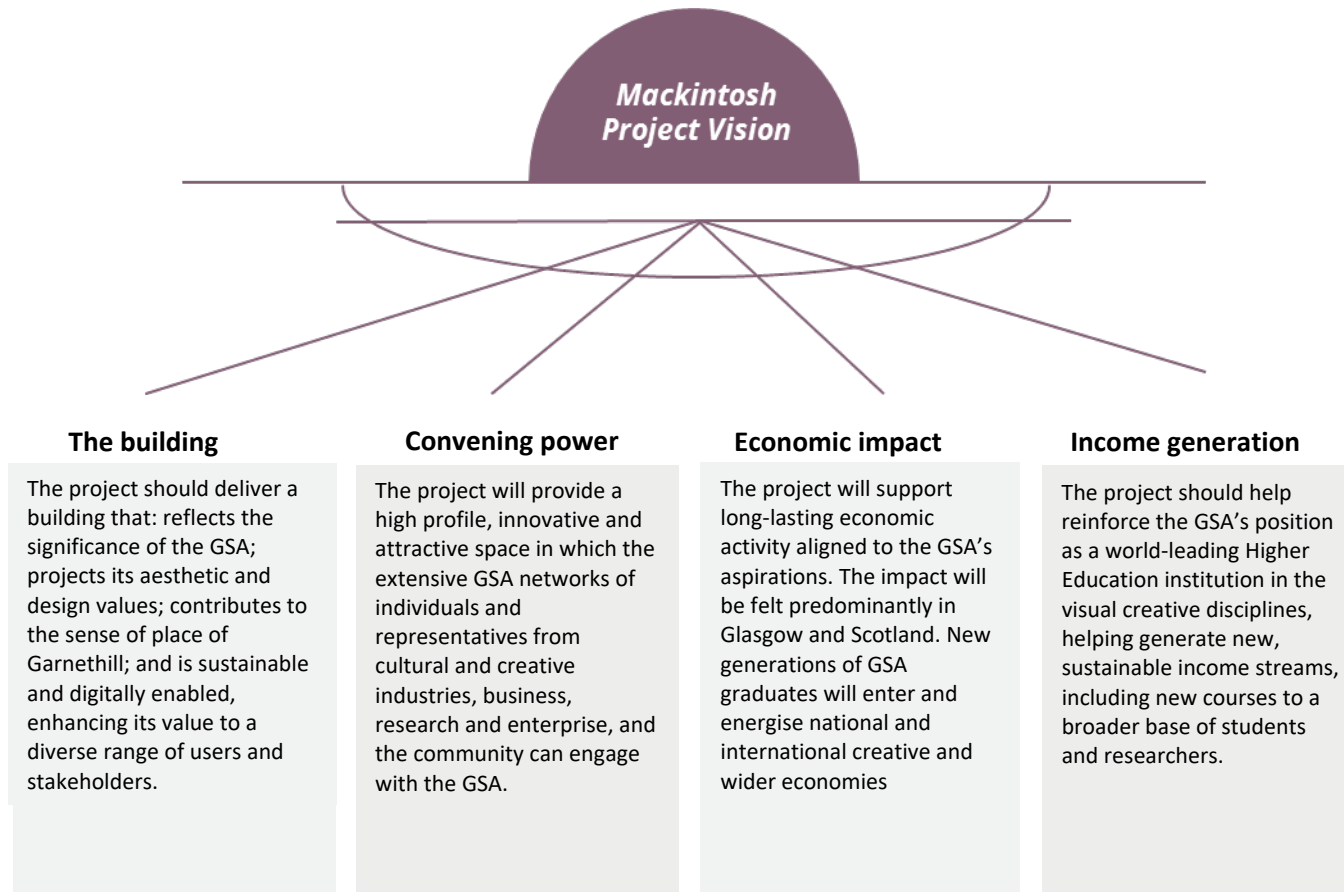 Mackintosh
Project Vision
The building
The project should deliver a
building that: reflects the
significance of the GSA;
projects its aesthetic and
design values; contributes to
the sense of place of
Garnethill; and is sustainable
and digitally enabled,
enhancing its value to a
diverse range of users and
stakeholders.
Convening power
The project will provide a
high profile, innovative and
attractive space in which the
extensive GSA networks of
individuals and
representatives from
cultural and creative
industries, business,
research and enterprise, and
the community can engage
with the GSA.
Economic impact
The project will support
long-lasting economic
activity aligned to the GSA’s
aspirations. The impact will
be felt predominantly in
Glasgow and Scotland. New
generations of GSA
graduates will enter and
energise national and
international creative and
wider economies
Income generation
The project should help
reinforce the GSA’s position
as a world-leading Higher
Education institution in the
visual creative disciplines,
helping generate new,
sustainable income streams,
including new courses to a
broader base of students
and researchers.